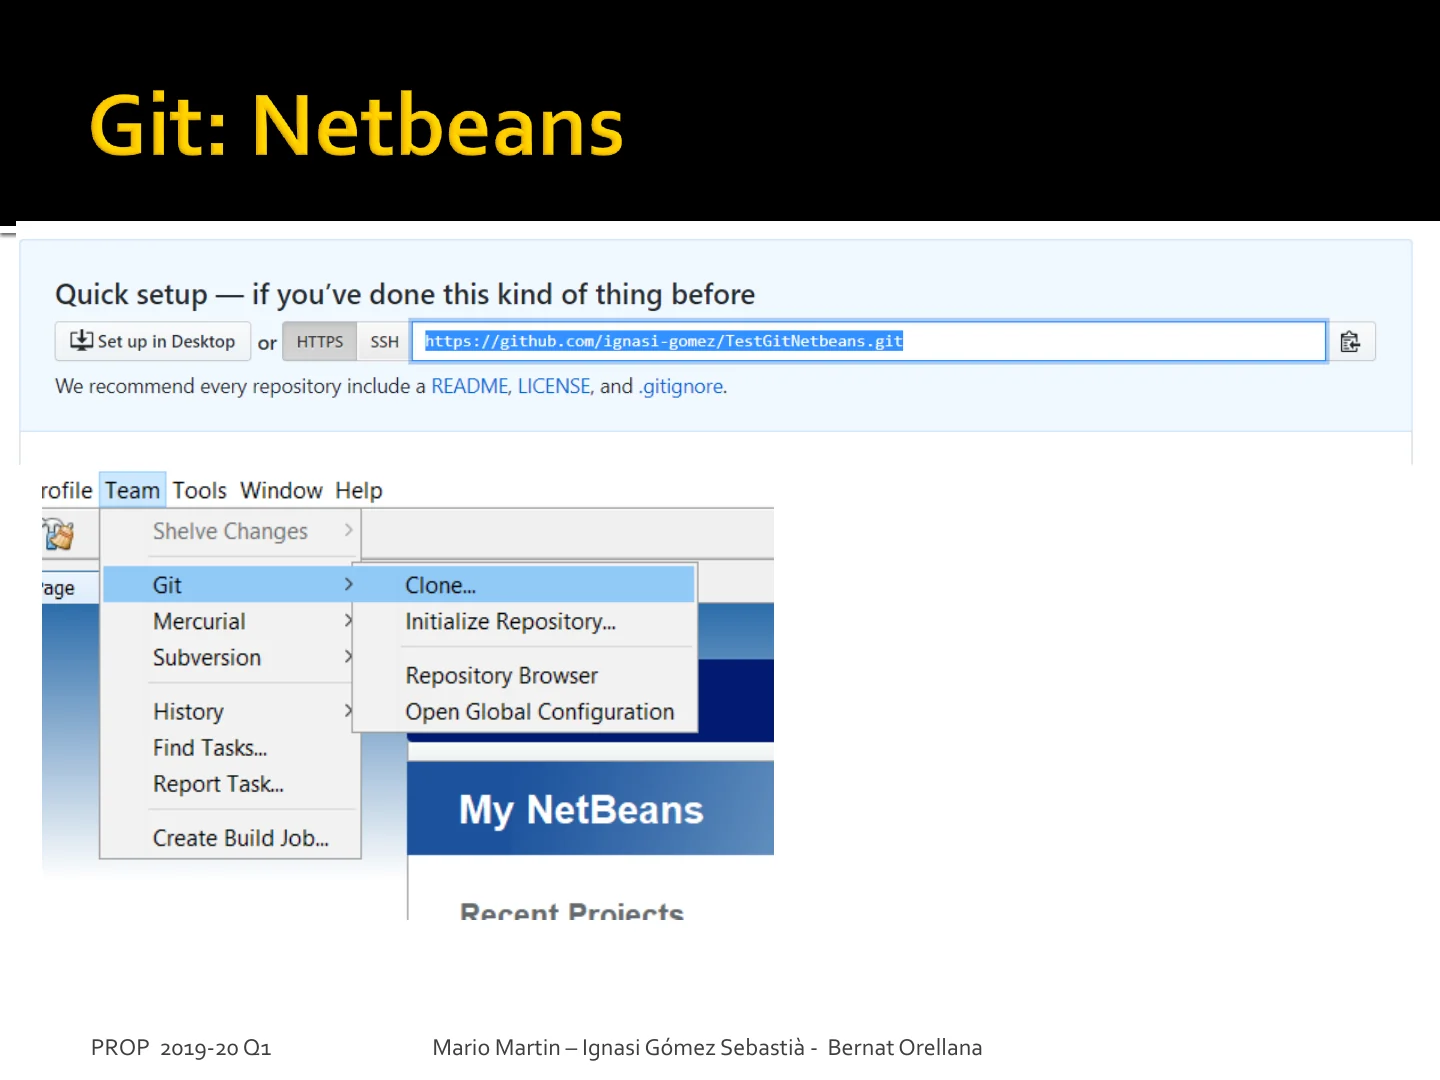 Git: Netbeans
Quick setup — if you've done this kind of thing before
Set up in Desktop or HTTPS SSH https://github.com/ignasi-gomez/TestGitNetbeans.git
We recommend every repository include a README, LICENSE, and .gitignore.
rofile Team Tools Window Help
Shelve Changes
Page
Git
Clone...
Mercurial
Initialize Repository...
Subversion
Repository Browser
History
Open Global Configuration
Find Tasks...
Report Task...
My NetBeans
Create Build Job...
Recent Projects
PROP 2019-20 Q1
Mario Martin – Ignasi Gómez Sebastià - Bernat Orellana